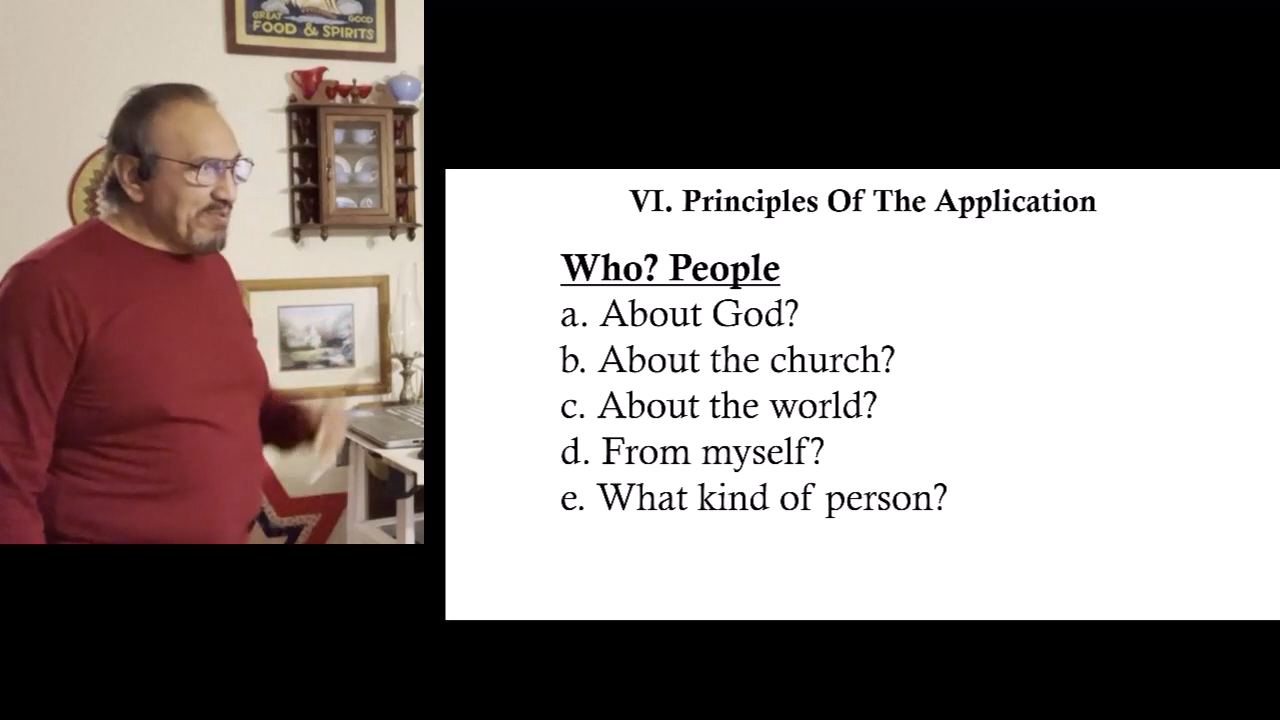 GREAT GOOD
FOOD & SPIRITS
VI. Principles Of The Application
Who? People
a. About God?
b. About the church?
c. About the world?
d. From myself?
e. What kind of person?